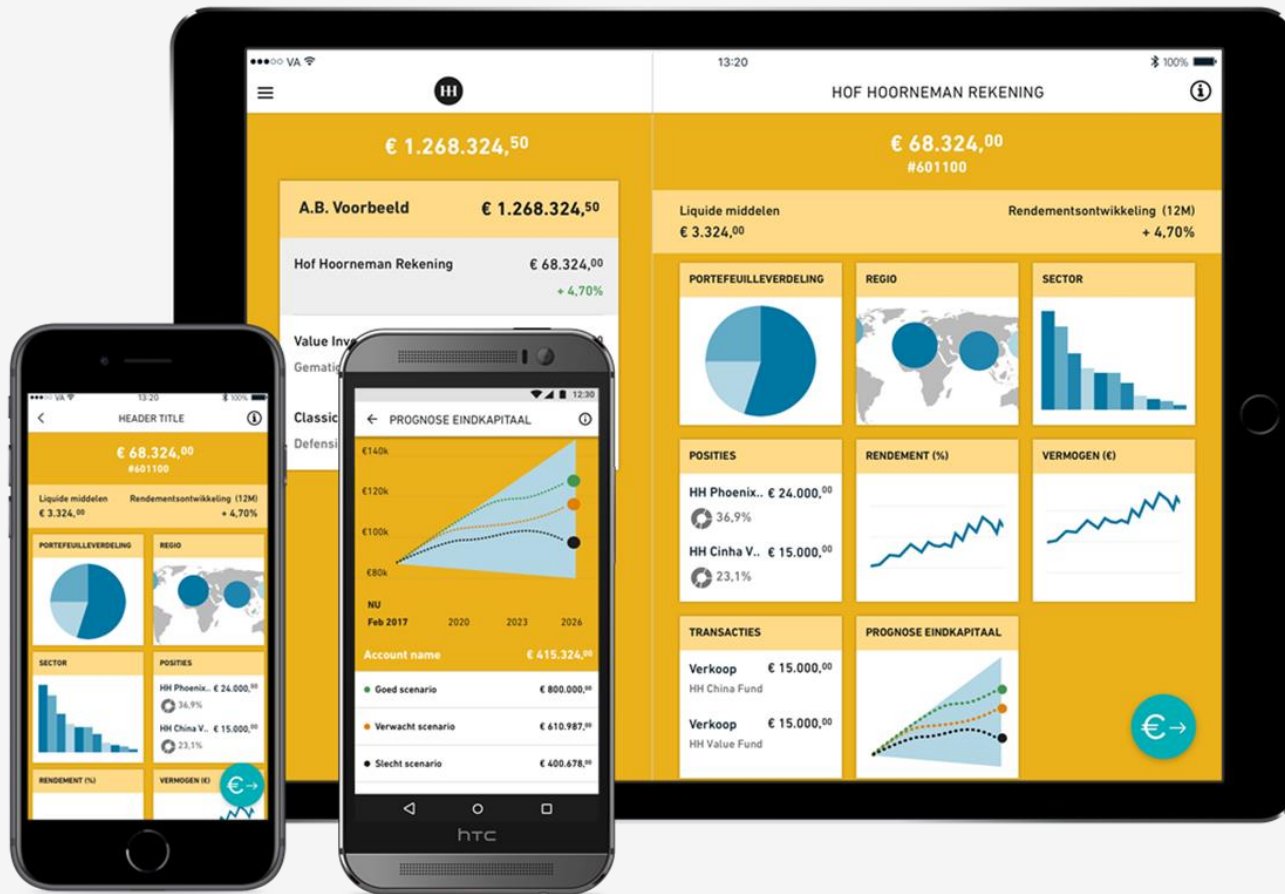 VA 13:20 100%
HH HOF HOORNEMAN REKENING
€ 1.268.324,50
€ 68.324,00
#601100
A.B. Voorbeeld € 1.268.324,50
Liquide middelen Rendementsontwikkeling (12M)
€ 3.324,00 + 4,70%
Hof Hoorneman Rekening € 68.324,00
+ 4,70%
Value Inv
Gematig
Classic
Defensi
PORTEFEUILLEVERDELING REGIO SECTOR
POSITIES RENDEMENT (%) VERMOGEN (€)
HH Phoenix.. € 24.000,00
36,9%
HH Cinha V.. € 15.000,00
23,1%
TRANSACTIES PROGNOSE EINDKAPITAAL
Verkoop € 15.000,00
HH China Fund
Verkoop € 15.000,00
HH Value Fund
€→
VA 13:20 100%
HEADER TITLE
€ 68.324,00
#601100
Liquide middelen Rendementsontwikkeling (12M)
€ 3.324,00 + 4,70%
PORTEFEUILLEVERDELING REGIO
SECTOR POSITIES
HH Phoenix.. € 24.000,00
36,9%
HH China V.. € 15.000,00
23,1%
RENDEMENT (%) VERMOGEN (€)
€→
12:30
← PROGNOSE EINDKAPITAAL
€140k
€120k
€100k
€80k
NU
Feb 2017 2020 2023 2026
Account name € 415.324,00
Goed scenario € 800.000,00
Verwacht scenario € 610.987,00
Slecht scenario € 400.678,00
hTC